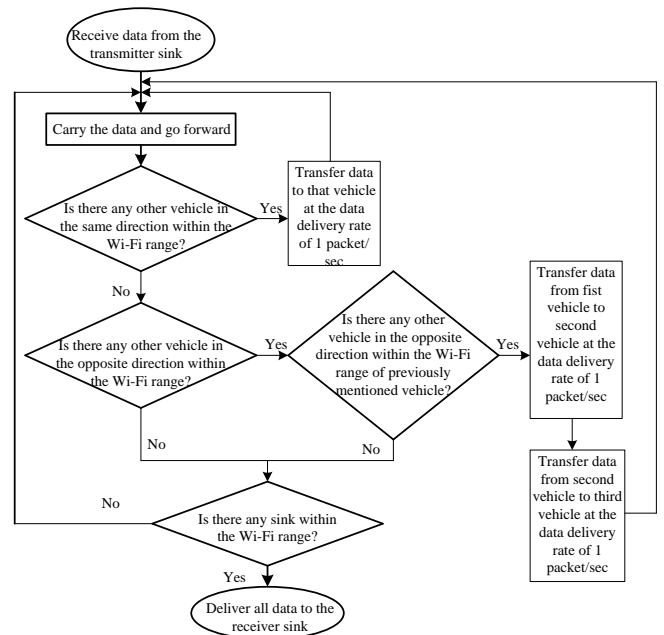 Receive data from the
transmitter sink
Carry the data and go forward
Is there any other vehicle in
the same direction within the
Wi-Fi range?
Yes
Transfer data
to that vehicle
at the data
delivery rate
of 1 packet/
sec
No
Is there any other vehicle in
the opposite direction within
the Wi-Fi range?
Yes
Is there any other
vehicle in the opposite
direction within the Wi-Fi
range of previously
mentioned vehicle?
Yes
Transfer data
from fist
vehicle to
second
vehicle at the
data delivery
rate of 1
packet/sec
No
No
Transfer data
from second
vehicle to third
vehicle at the
data delivery
rate of 1
packet/sec
No
Is there any sink within
the Wi-Fi range?
Yes
Deliver all data to the
receiver sink